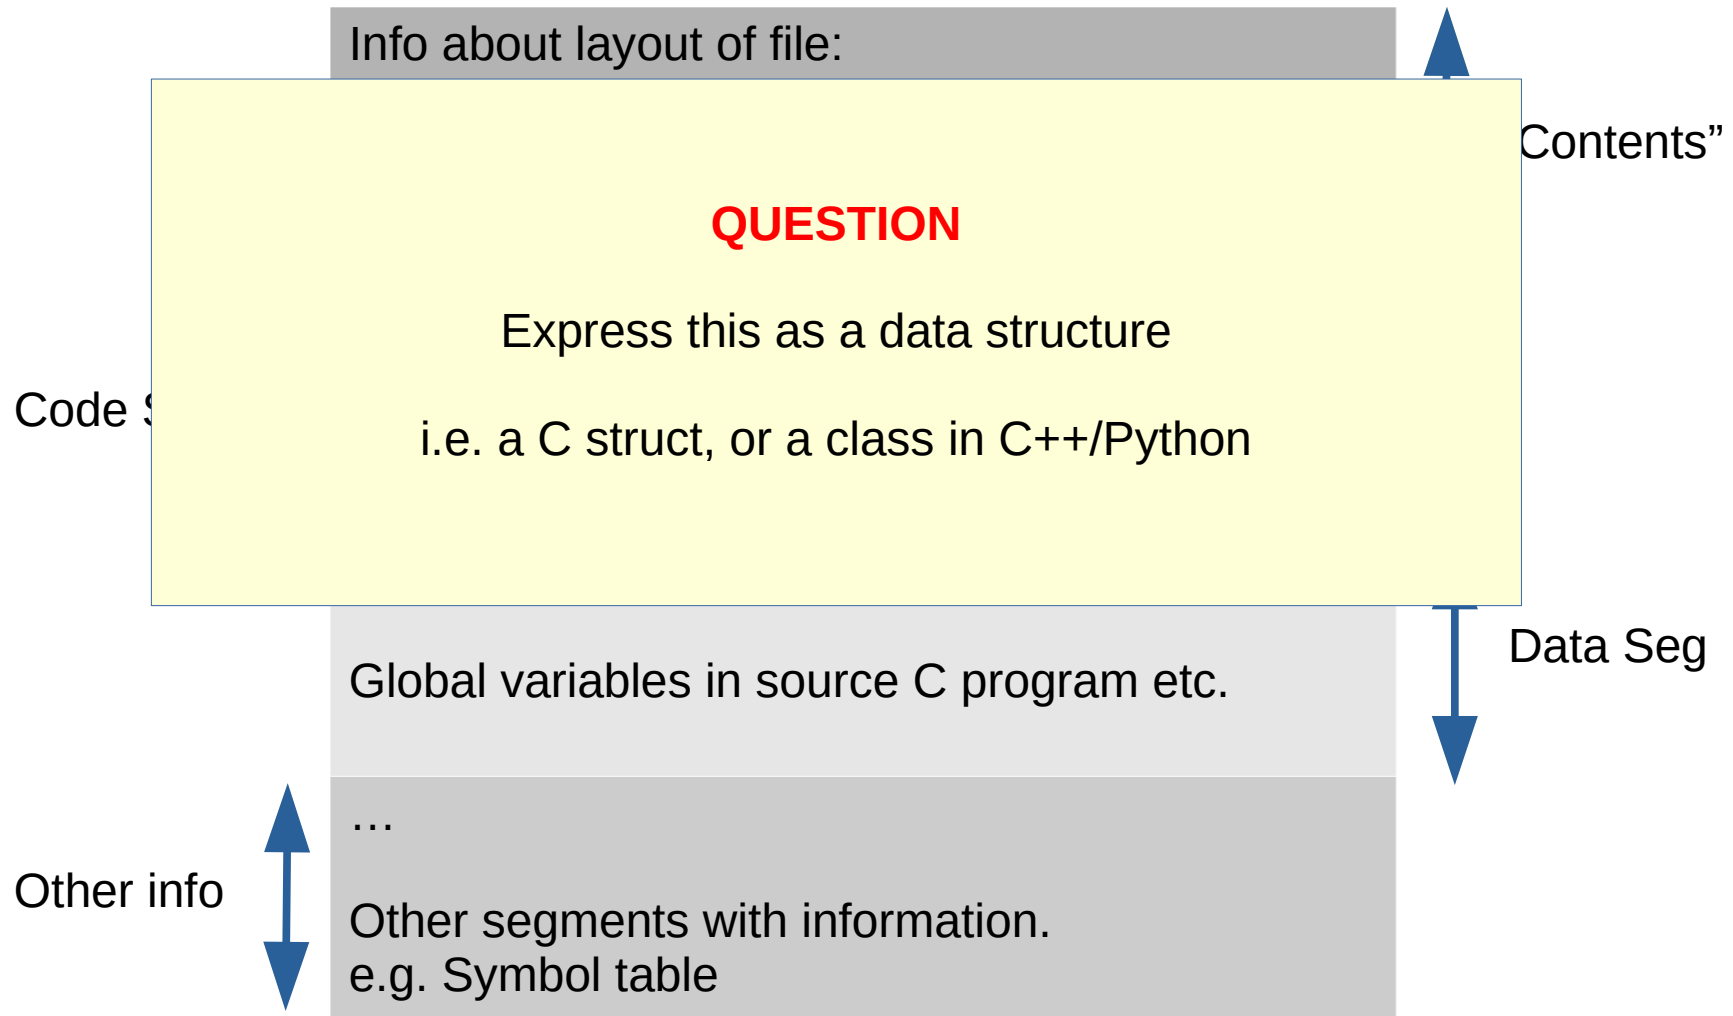 Info about layout of file:
Contents”
QUESTION
Express this as a data structure
Code
i.e. a C struct, or a class in C++/Python
Data Seg
Global variables in source C program etc.
…
Other info
Other segments with information.
e.g. Symbol table